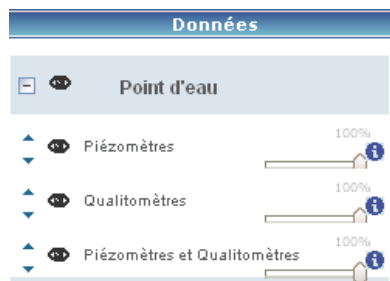 Données
Point d'eau
100%
Piézomètres
100%
Qualitomètres
100%
Piézomètres et Qualitomètres